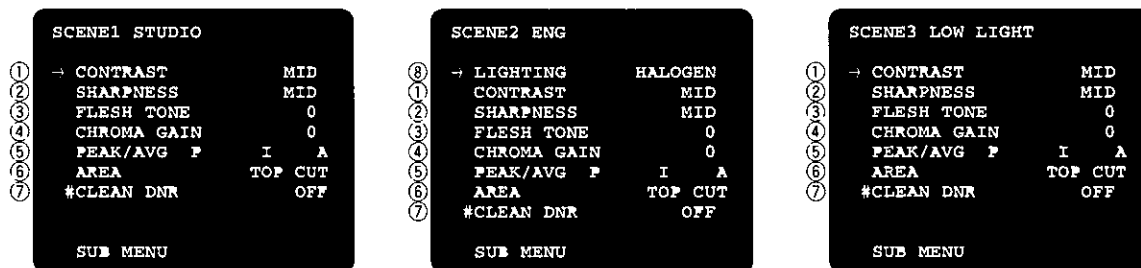 SCENE1 STUDIO
① → CONTRAST MID
② SHARPNESS MID
③ FLESH TONE 0
④ CHROMA GAIN 0
⑤ PEAK/AVG P I A
⑥ AREA TOP CUT
⑦ #CLEAN DNR OFF
SUB MENU
SCENE2 ENG
⑧ → LIGHTING HALOGEN
① CONTRAST MID
② SHARPNESS MID
③ FLESH TONE 0
④ CHROMA GAIN 0
⑤ PEAK/AVG P I A
⑥ AREA TOP CUT
⑦ #CLEAN DNR OFF
SUB MENU
SCENE3 LOW LIGHT
① → CONTRAST MID
② SHARPNESS MID
③ FLESH TONE 0
④ CHROMA GAIN 0
⑤ PEAK/AVG P I A
⑥ AREA TOP CUT
⑦ #CLEAN DNR OFF
SUB MENU